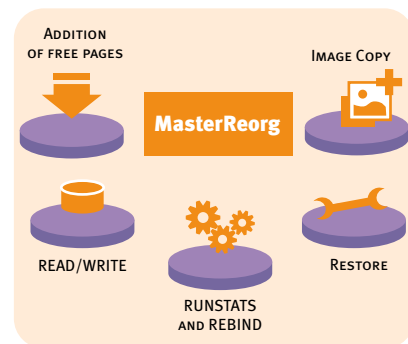 Addition
of free pages
Image Copy
MasterReorg
READ/WRITE
Restore
RUNSTATS
and REBIND